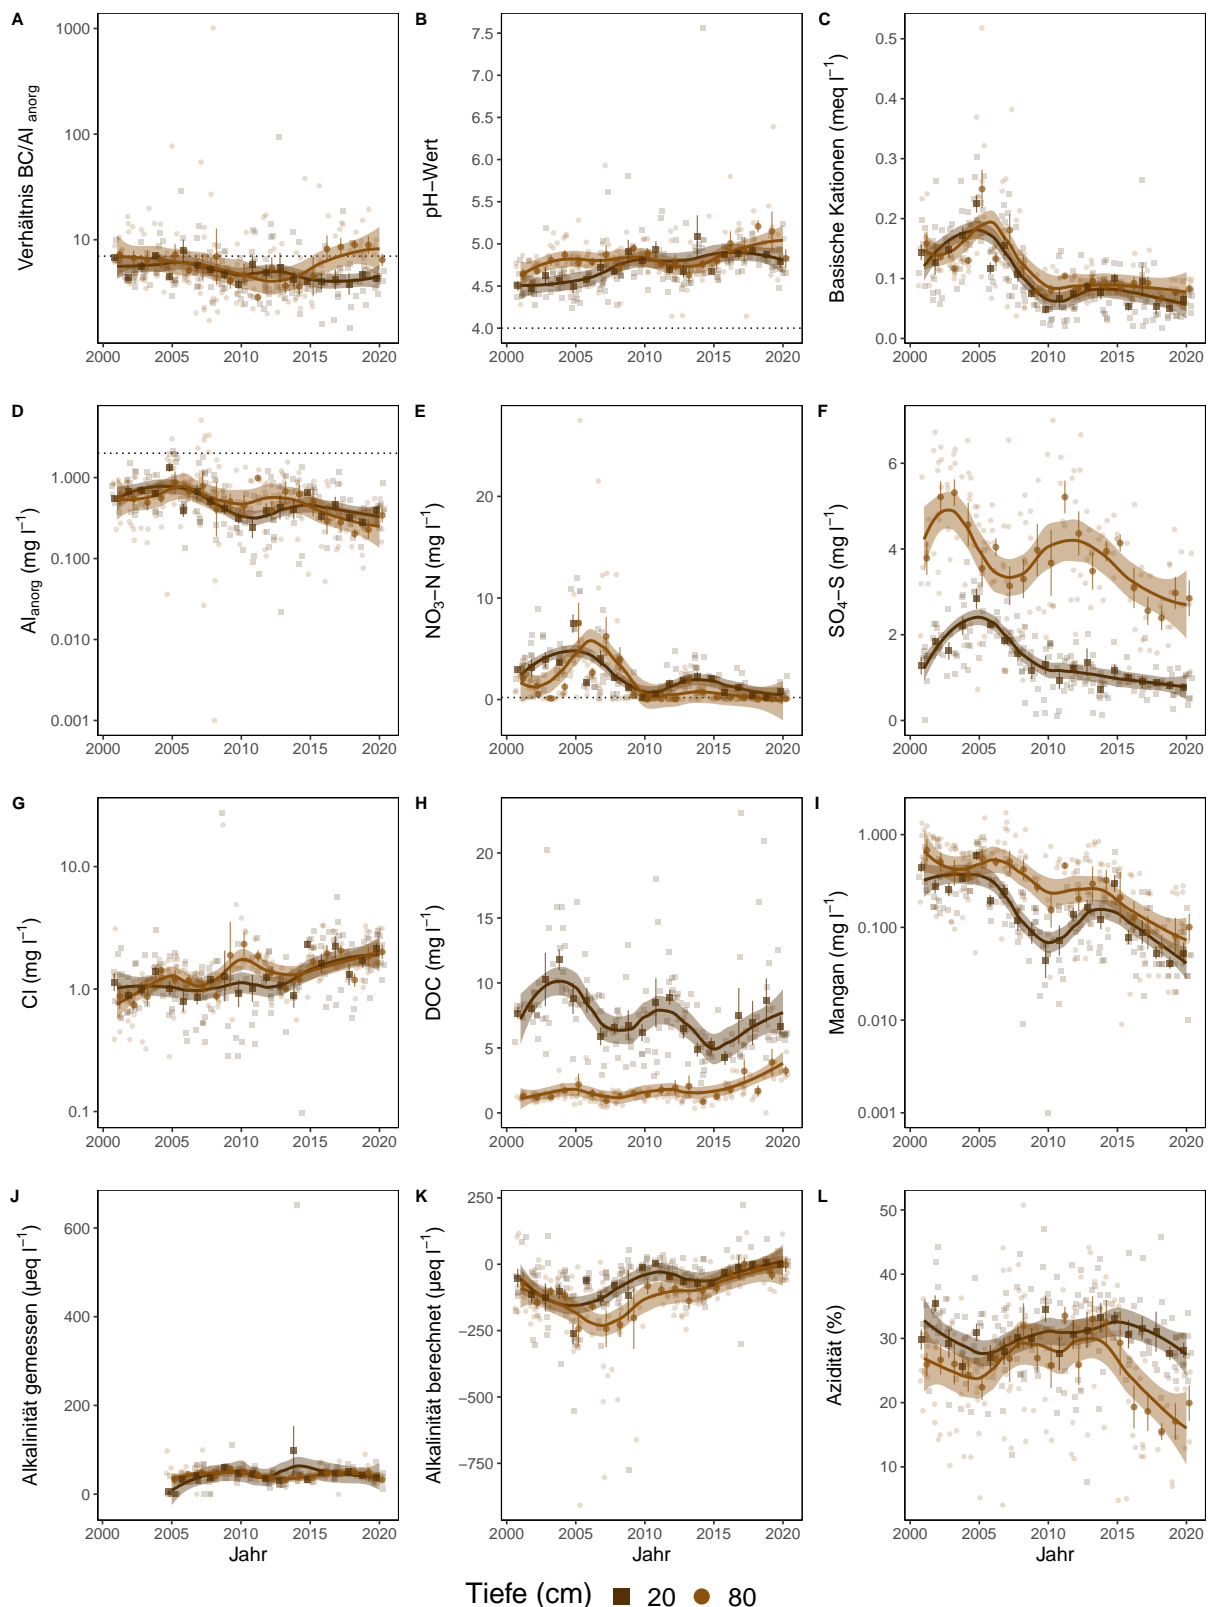 A
Verhältnis BC/Al anorg
1000
100
10
2000 2005 2010 2015 2020
B
pH−Wert
7.5
7.0
6.5
6.0
5.5
5.0
4.5
4.0
2000 2005 2010 2015 2020
C
Basische Kationen (meq l⁻¹)
0.5
0.4
0.3
0.2
0.1
0.0
2000 2005 2010 2015 2020
D
Alanorg (mg l⁻¹)
1.000
0.100
0.010
0.001
2000 2005 2010 2015 2020
E
NO₃−N (mg l⁻¹)
20
10
0
2000 2005 2010 2015 2020
F
SO₄−S (mg l⁻¹)
6
4
2
0
2000 2005 2010 2015 2020
G
Cl (mg l⁻¹)
10.0
1.0
0.1
2000 2005 2010 2015 2020
H
DOC (mg l⁻¹)
20
15
10
5
0
2000 2005 2010 2015 2020
I
Mangan (mg l⁻¹)
1.000
0.100
0.010
0.001
2000 2005 2010 2015 2020
J
Alkalinität gemessen (µeq l⁻¹)
600
400
200
0
2000 2005 2010 2015 2020
Jahr
K
Alkalinität berechnet (µeq l⁻¹)
250
0
−250
−500
−750
2000 2005 2010 2015 2020
Jahr
L
Azidität (%)
50
40
30
20
10
2000 2005 2010 2015 2020
Jahr
Tiefe (cm) 20 80